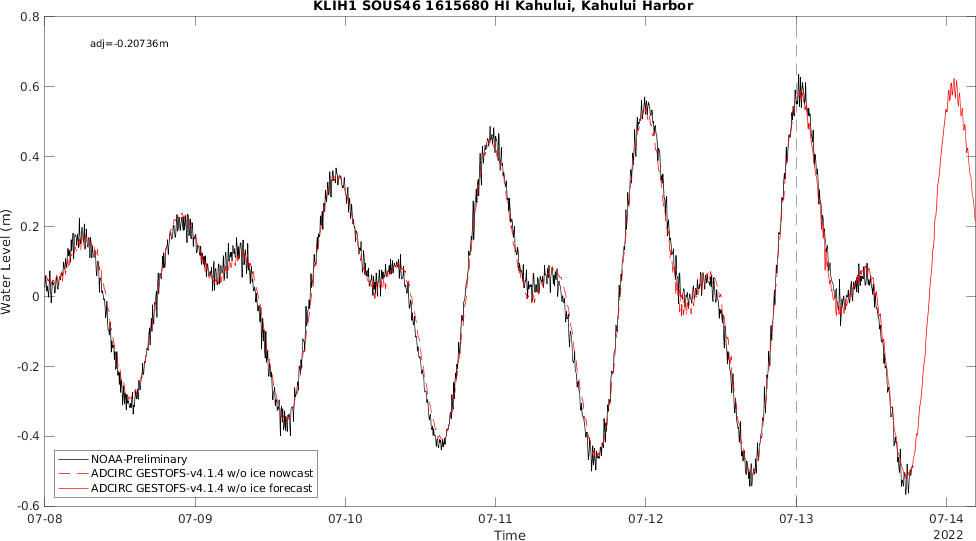 KLIH1 SOUS46 1615680 HI Kahului, Kahului Harbor
adj=-0.20736m
0.8
0.6
0.4
0.2
0
-0.2
-0.4
-0.6
Water Level (m)
NOAA-Preliminary
ADCIRC GESTOFS-v4.1.4 w/o ice nowcast
ADCIRC GESTOFS-v4.1.4 w/o ice forecast
07-08 07-09 07-10 07-11 07-12 07-13 07-14
Time
2022